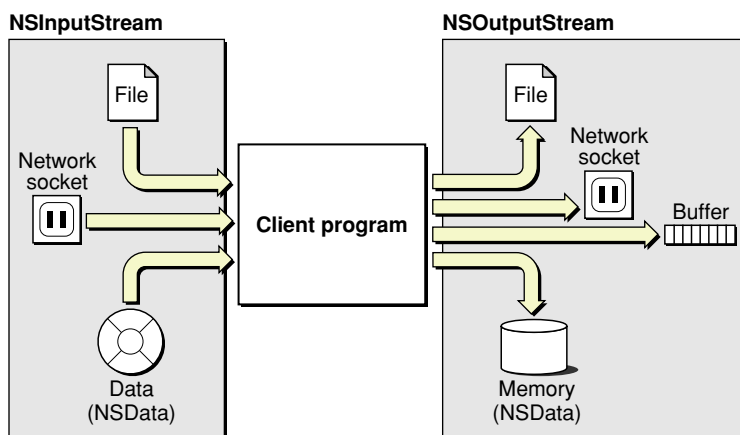 NSInputStream
File
Network
socket
Data
(NSData)
Client program
NSOutputStream
File
Network
socket
Buffer
Memory
(NSData)